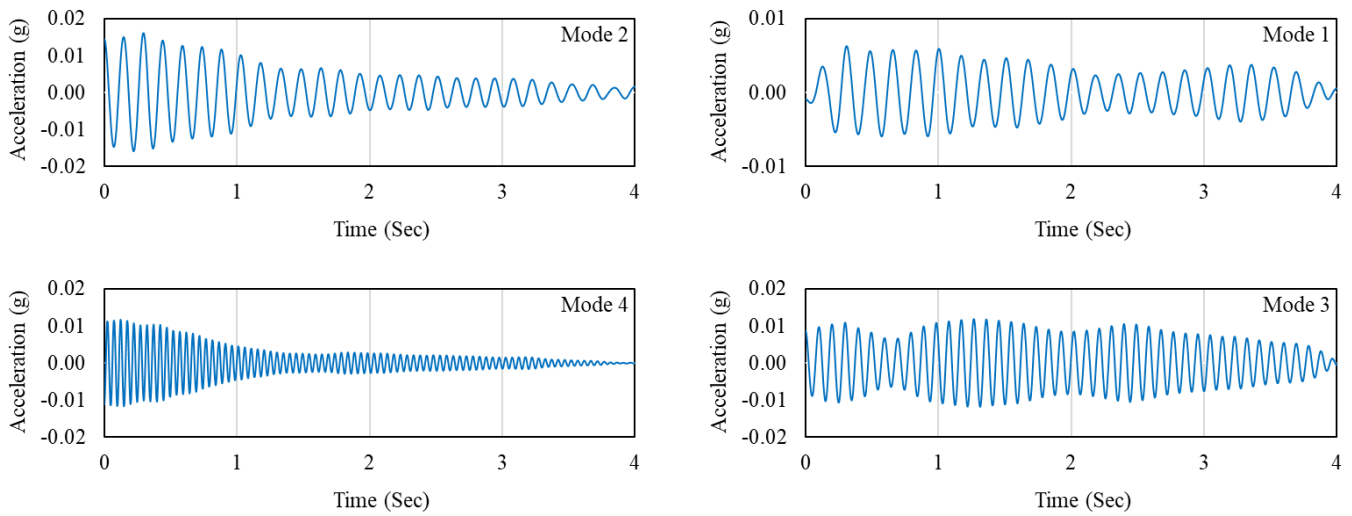 Mode 2
Acceleration (g)
0.02
0.01
0.00
-0.01
-0.02
0 1 2 3 4
Time (Sec)
Mode 1
Acceleration (g)
0.01
0.00
-0.01
0 1 2 3 4
Time (Sec)
Mode 4
Acceleration (g)
0.02
0.01
0.00
-0.01
-0.02
0 1 2 3 4
Time (Sec)
Mode 3
Acceleration (g)
0.02
0.01
0.00
-0.01
-0.02
0 1 2 3 4
Time (Sec)